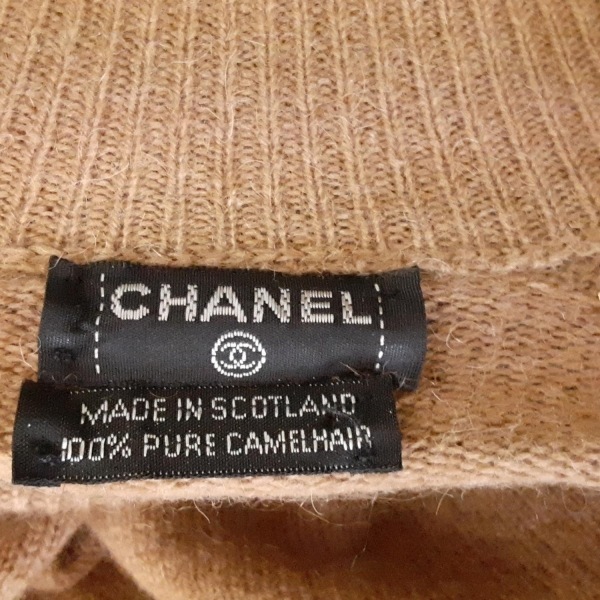 CHANEL
MADE IN SCOTLAND
100% PURE CAMELHAIR